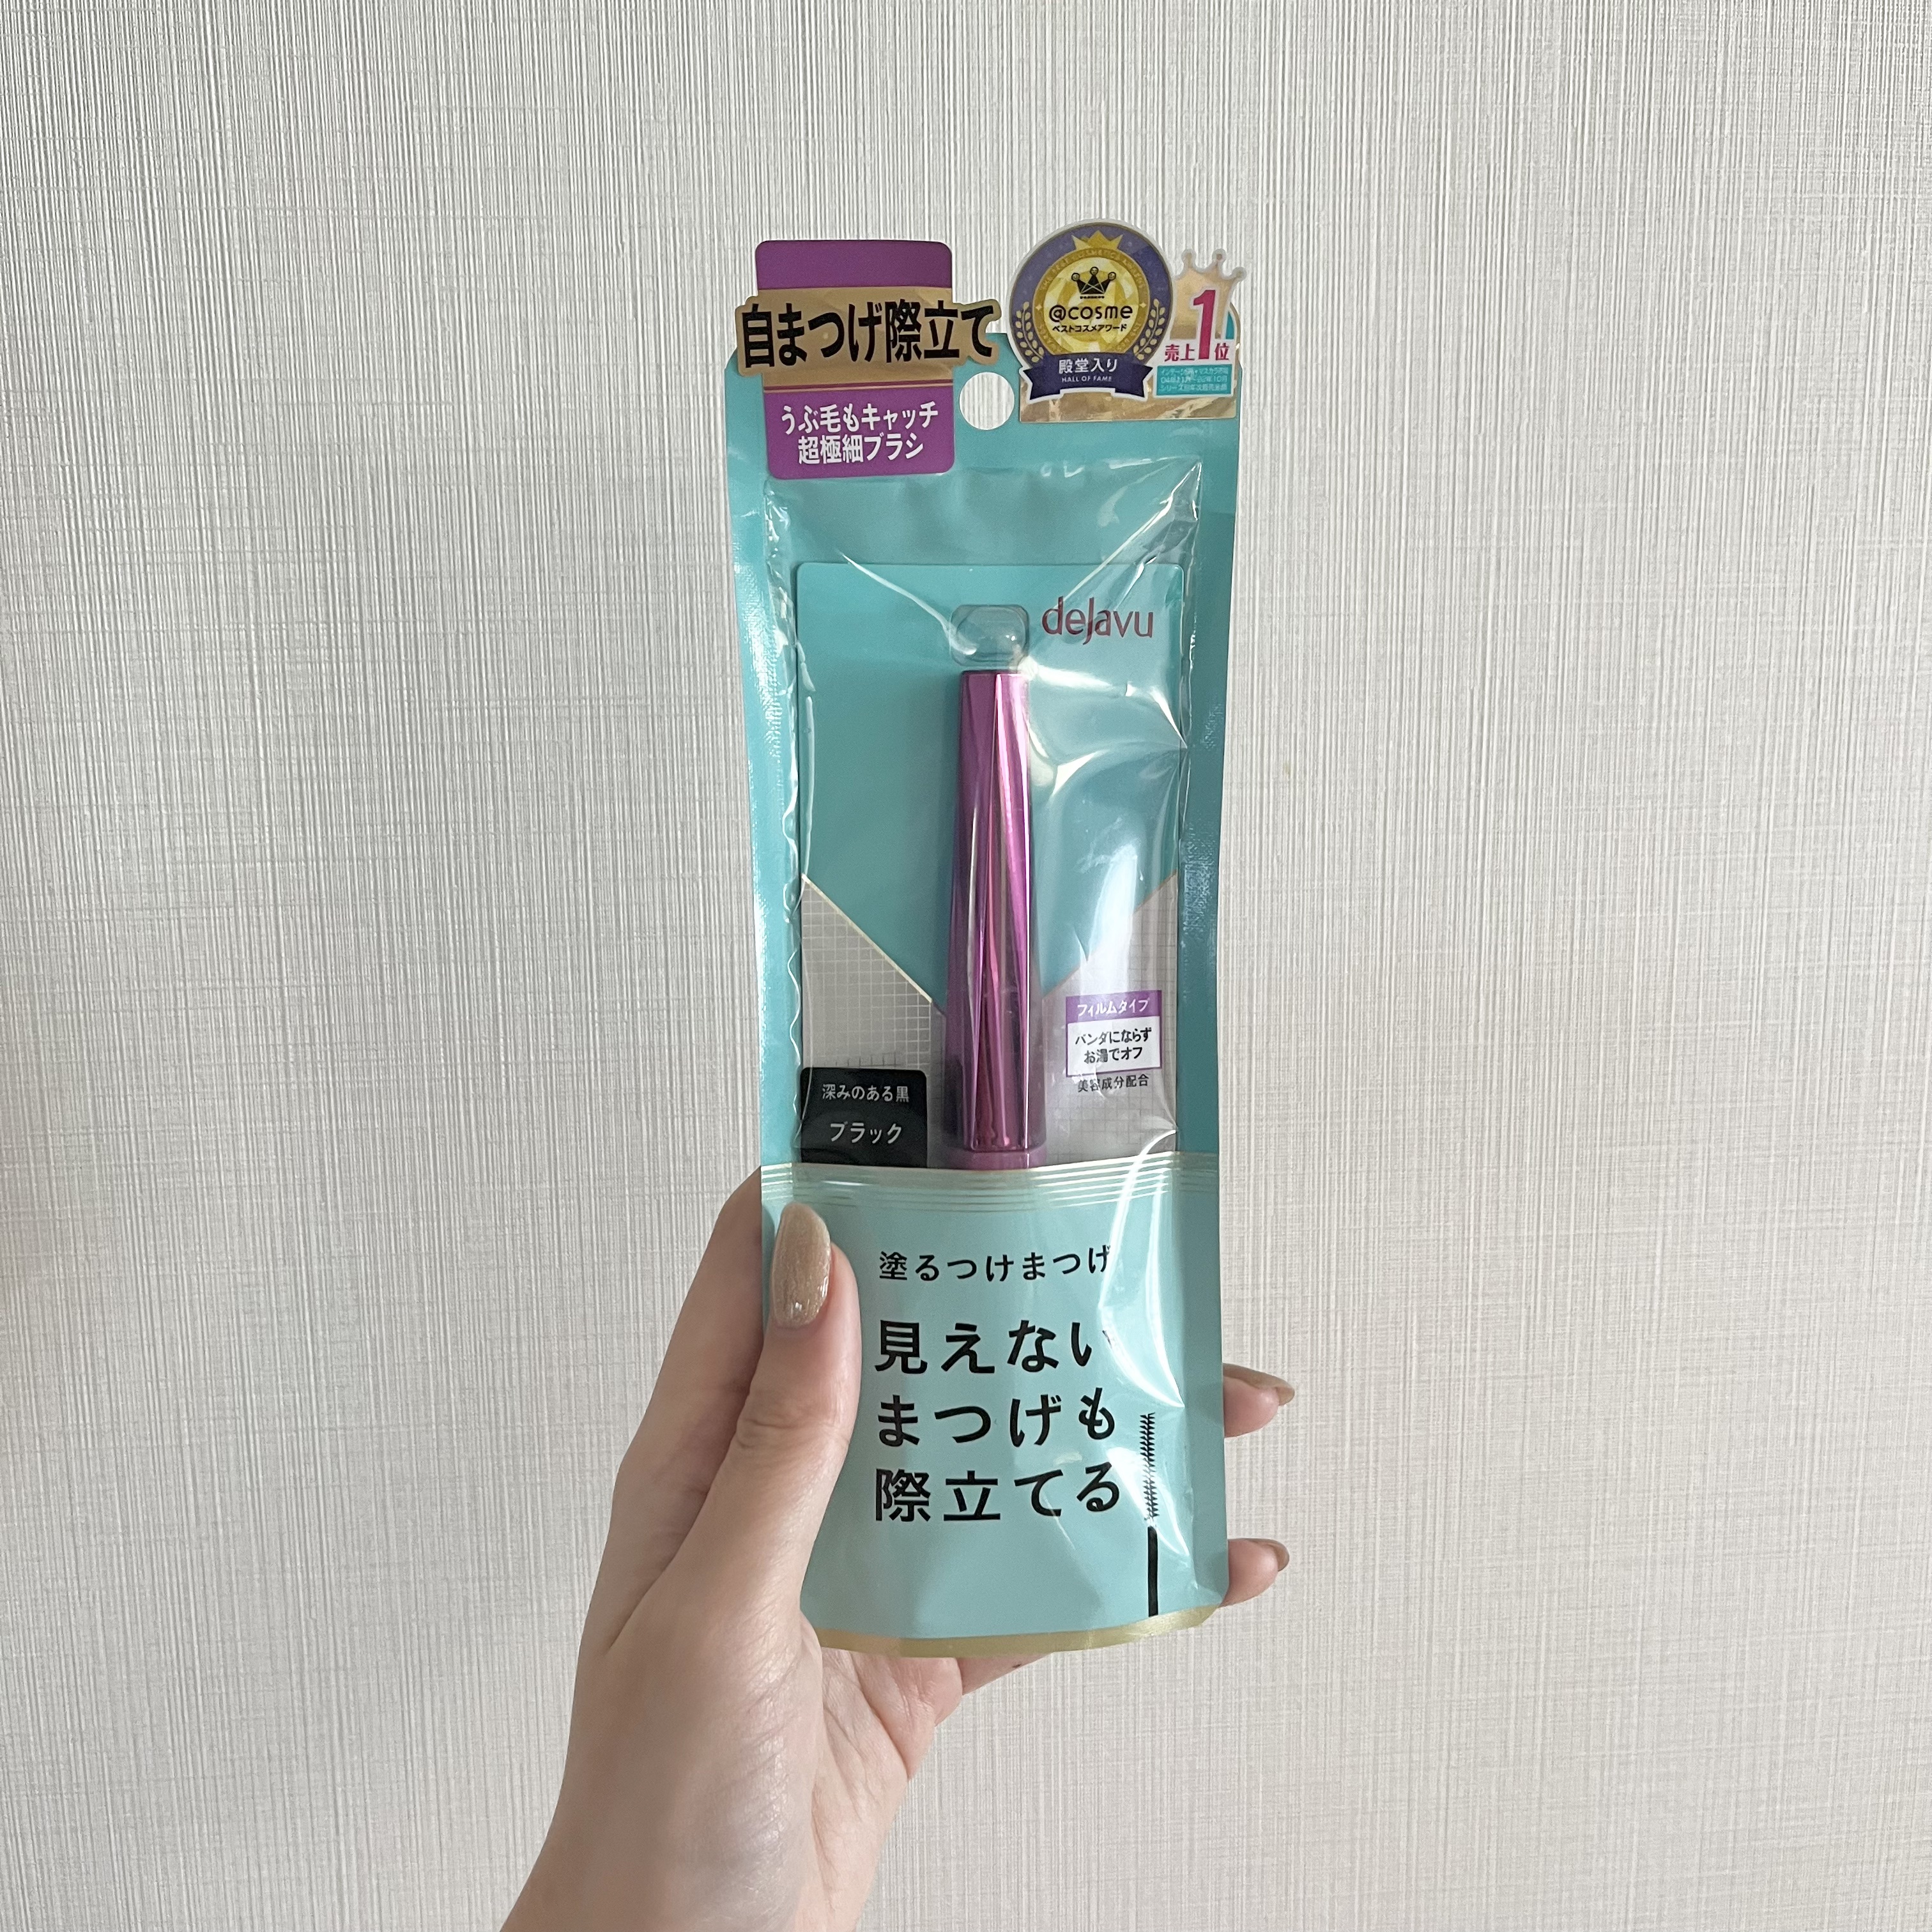 自まつげ際立て
うぶ毛もキャッチ
超極細ブラシ
@cosme
ベストコスメアワード
殿堂入り
HALL OF FAME
売上1位
dejavu
フィルムタイプ
パンダにならず
お湯でオフ
美容成分配合
深みのある黒
ブラック
塗るつけまつげ
見えない
まつげも
際立てる